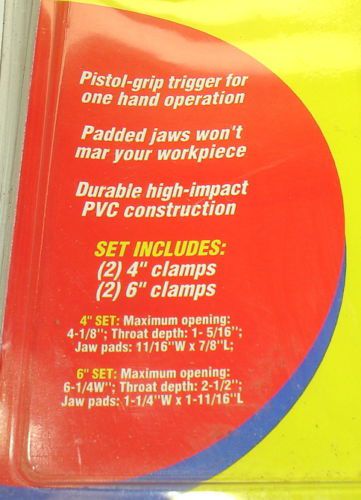 Pistol-grip trigger for
one hand operation
Padded jaws won't
mar your workpiece
Durable high-impact
PVC construction
SET INCLUDES:
(2) 4" clamps
(2) 6" clamps
4" SET: Maximum opening:
4-1/8"; Throat depth: 1- 5/16";
Jaw pads: 11/16"W x 7/8"L;
6" SET: Maximum opening:
6-1/4W"; Throat depth: 2-1/2";
Jaw pads: 1-1/4"W x 1-11/16"L